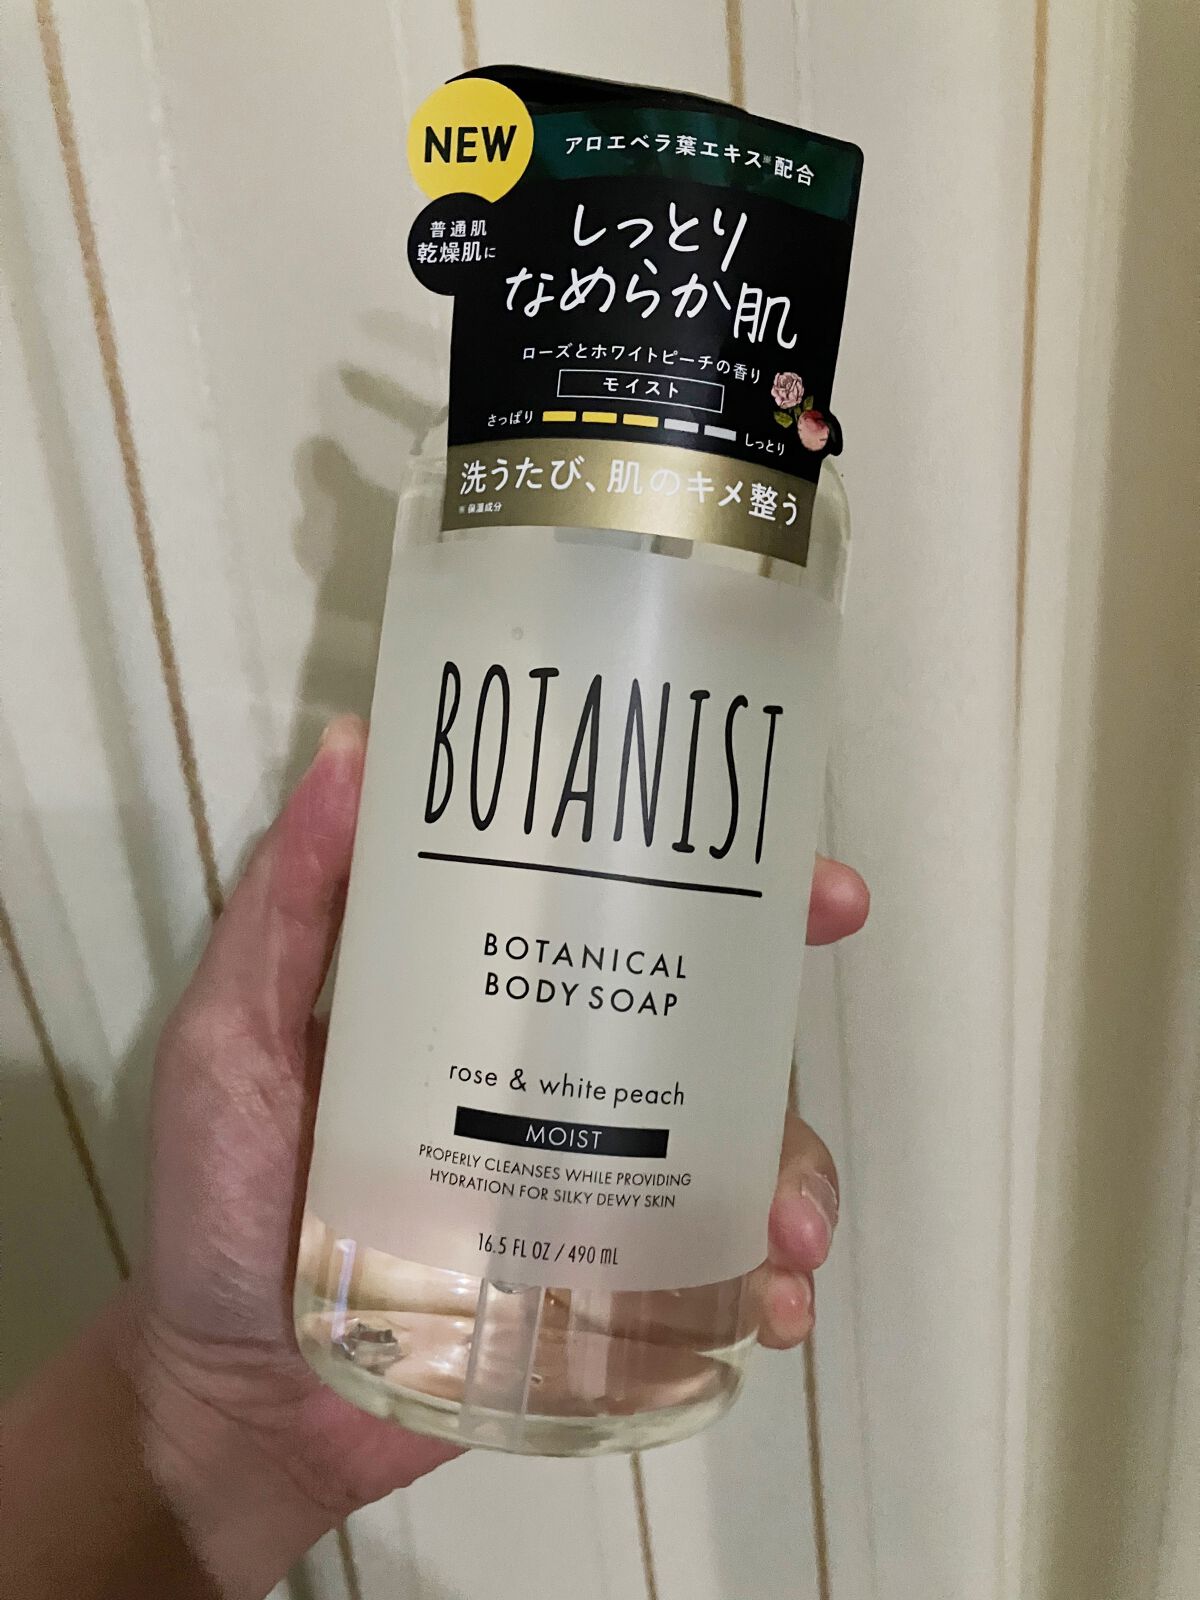 NEW
アロエベラ葉エキス※配合
普通肌
乾燥肌に
しっとり
なめらか肌
ローズとホワイトピーチの香り
モイスト
さっぱり
しっとり
洗うたび、肌のキメ整う
※保湿成分
BOTANIST
BOTANICAL
BODY SOAP
rose & white peach
MOIST
PROPERLY CLEANSES WHILE PROVIDING
HYDRATION FOR SILKY DEWY SKIN
16.5 FL OZ / 490 mL